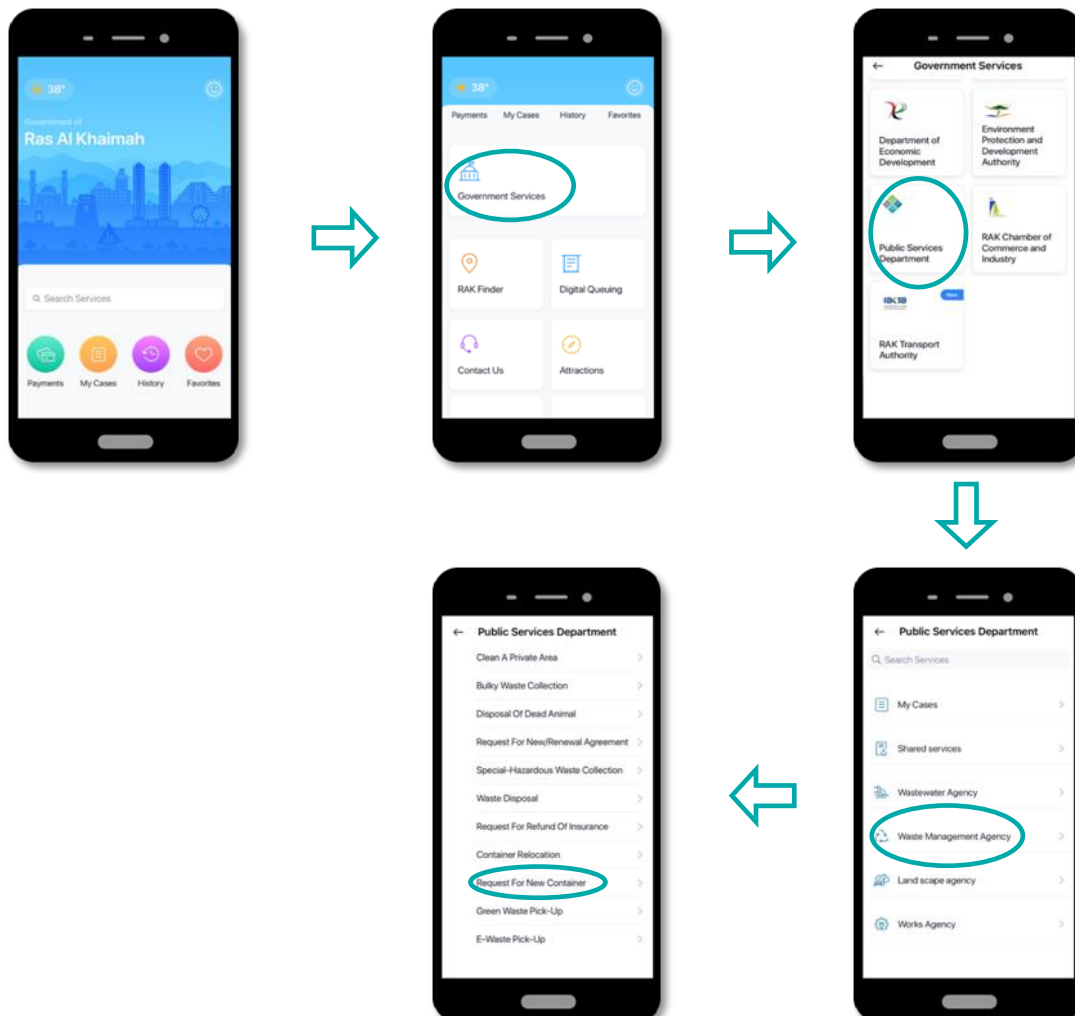 38°
Government of
Ras Al Khaimah
Search Services
Payments
My Cases
History
Favorites
38°
Payments
My Cases
History
Favorites
Government Services
RAK Finder
Digital Queuing
Contact Us
Attractions
Government Services
Department of
Economic
Development
Environment
Protection and
Development
Authority
Public Services
Department
RAK Chamber of
Commerce and
Industry
RAKTA
New
RAK Transport
Authority
Public Services Department
Search Services
My Cases
Shared services
Wastewater Agency
Waste Management Agency
Land scape agency
Works Agency
Public Services Department
Clean A Private Area
Bulky Waste Collection
Disposal Of Dead Animal
Request For New/Renewal Agreement
Special-Hazardous Waste Collection
Waste Disposal
Request For Refund Of Insurance
Container Relocation
Request For New Container
Green Waste Pick-Up
E-Waste Pick-Up